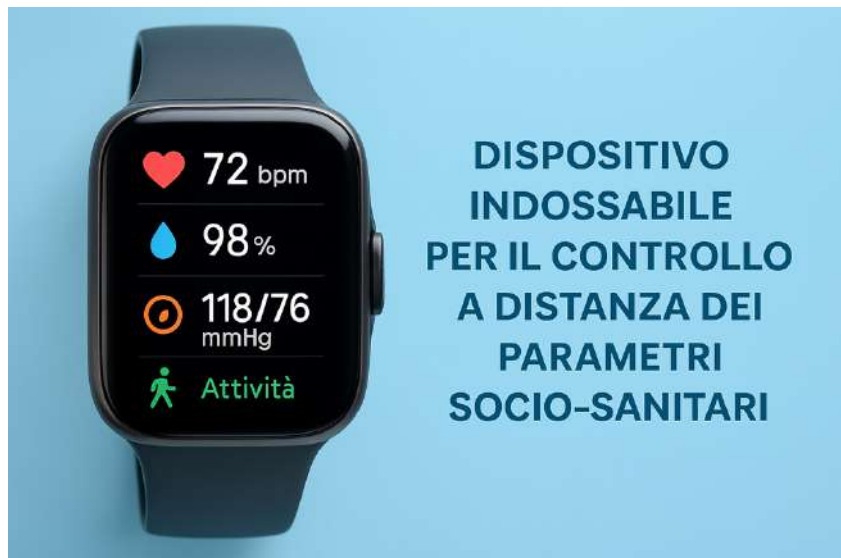 72 bpm
98%
118/76
mmHg
Attività
DISPOSITIVO
INDOSSABILE
PER IL CONTROLLO
A DISTANZA DEI
PARAMETRI
SOCIO-SANITARI